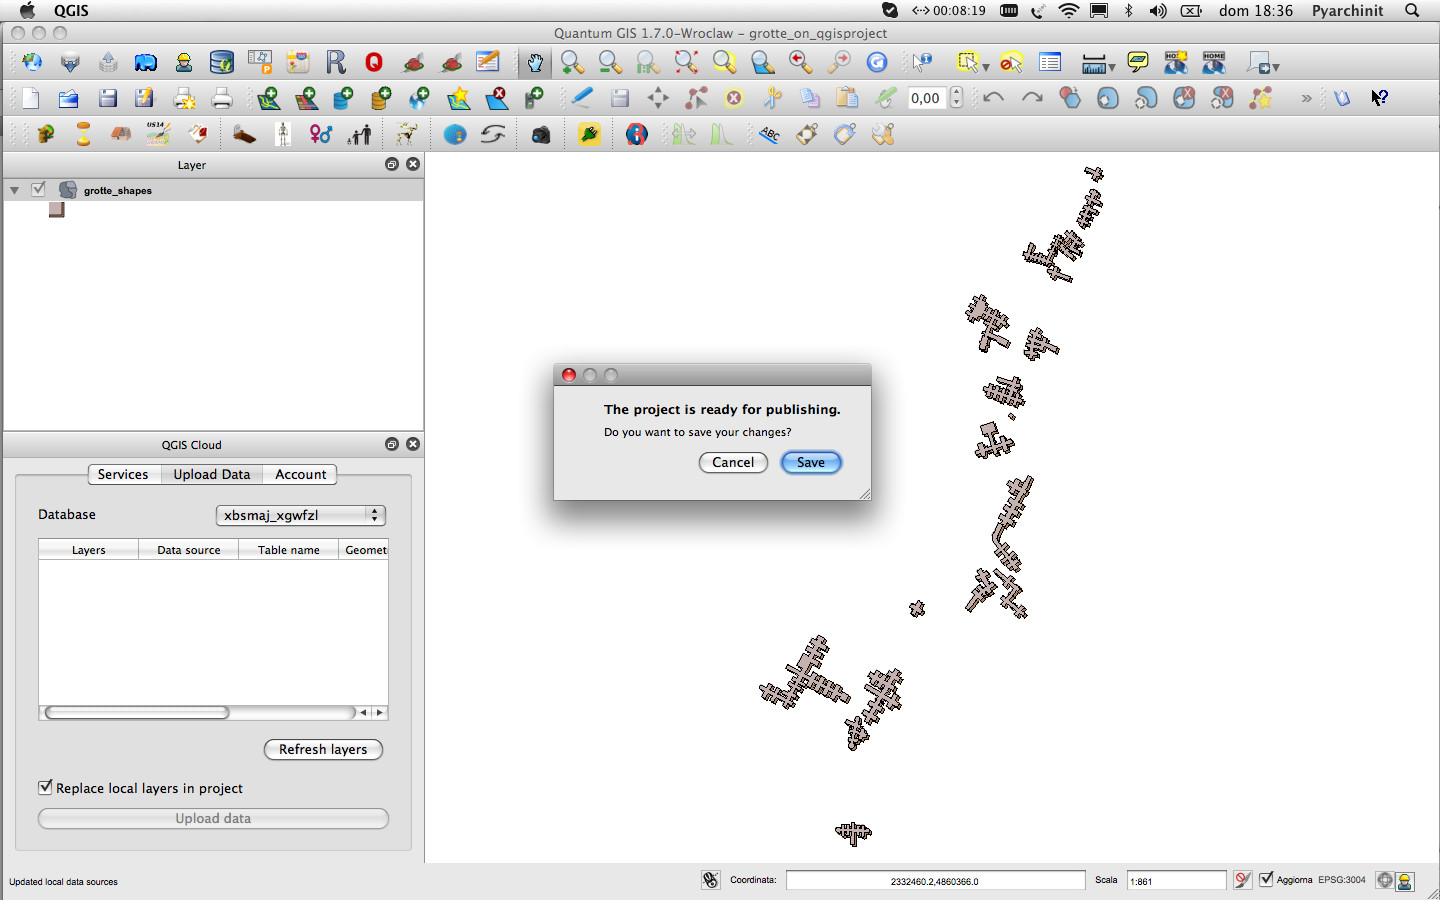 QGIS
00:08:19
dom 18:36
Pyarchinit
Quantum GIS 1.7.0-Wroclaw - grotte_on_qgisproject
R
Q
HOME
0,00
US14
ABC
Layer
grotte_shapes
QGIS Cloud
Services
Upload Data
Account
Database
xbsmaj_xgwfzl
Layers
Data source
Table name
Geomet
Refresh layers
Replace local layers in project
Upload data
The project is ready for publishing.
Do you want to save your changes?
Cancel
Save
Updated local data sources
Coordinata:
2332460.2,4860366.0
Scala
1:861
Aggiorna
EPSG:3004